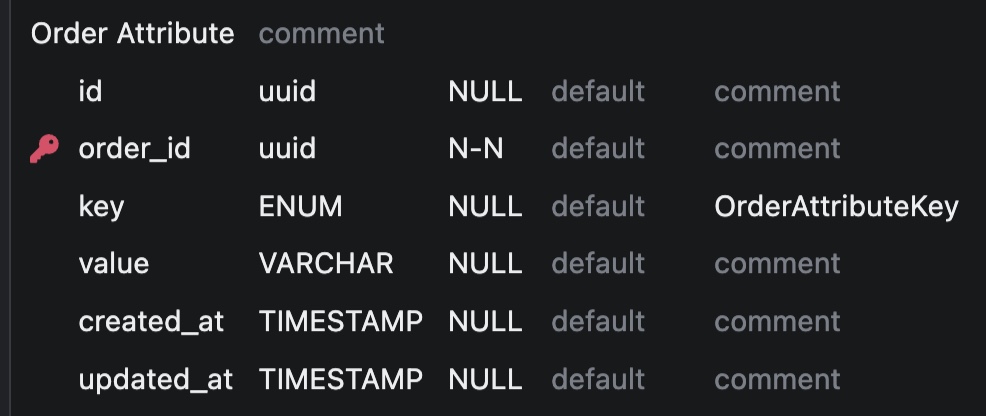 Order Attribute comment
id uuid NULL default comment
order_id uuid N-N default comment
key ENUM NULL default OrderAttributeKey
value VARCHAR NULL default comment
created_at TIMESTAMP NULL default comment
updated_at TIMESTAMP NULL default comment